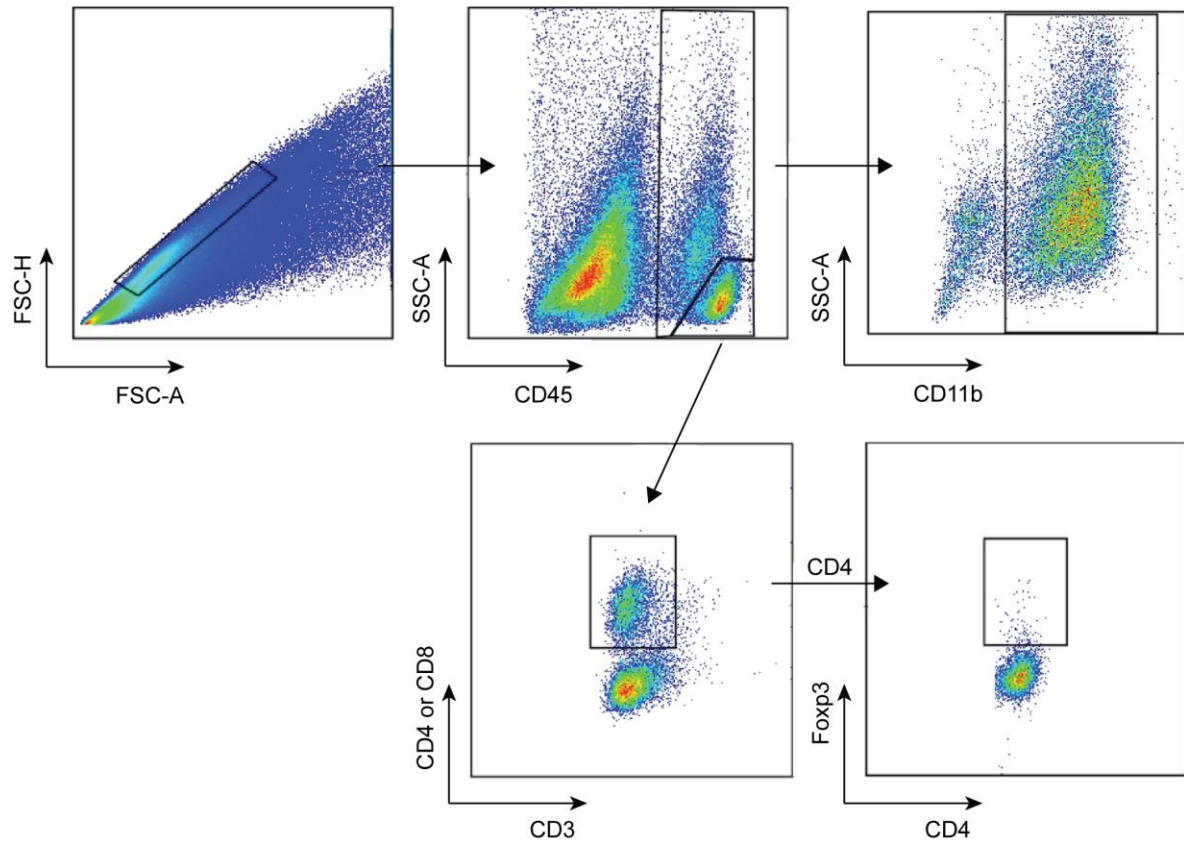 FSC-H
FSC-A
SSC-A
CD45
SSC-A
CD11b
CD4 or CD8
CD3
CD4
Foxp3
CD4